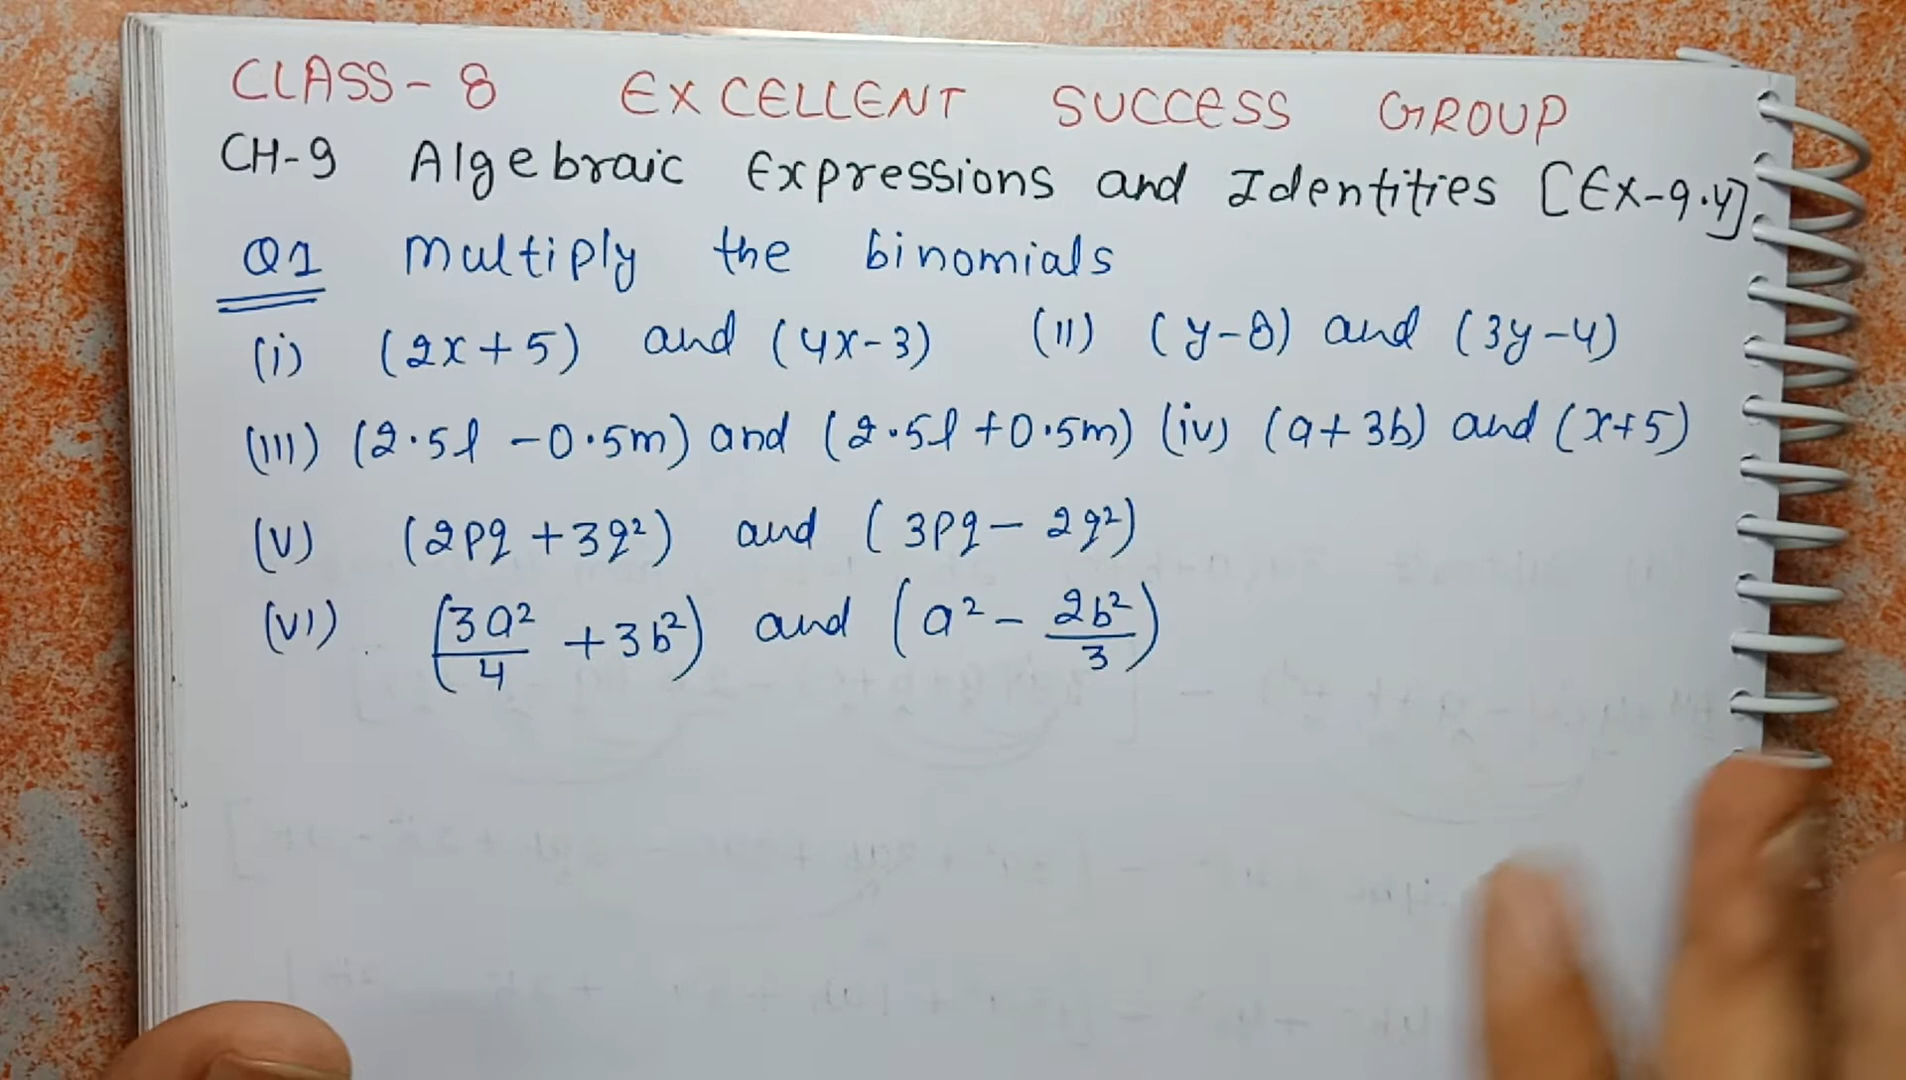 CLASS-8 EXCELLENT SUCCESS GROUP
CH-9 Algebraic Expressions and Identities [EX-9.4]
Q1 Multiply the binomials
(i) (2x+5) and (4x-3) (ii) (y-8) and (3y-4)
(iii) (2.5l -0.5m) and (2.5l +0.5m) (iv) (a+3b) and (x+5)
(v) (2pq +3q²) and (3pq - 2q²)
(vi) (3a²/4 +3b²) and (a² - 2b²/3)